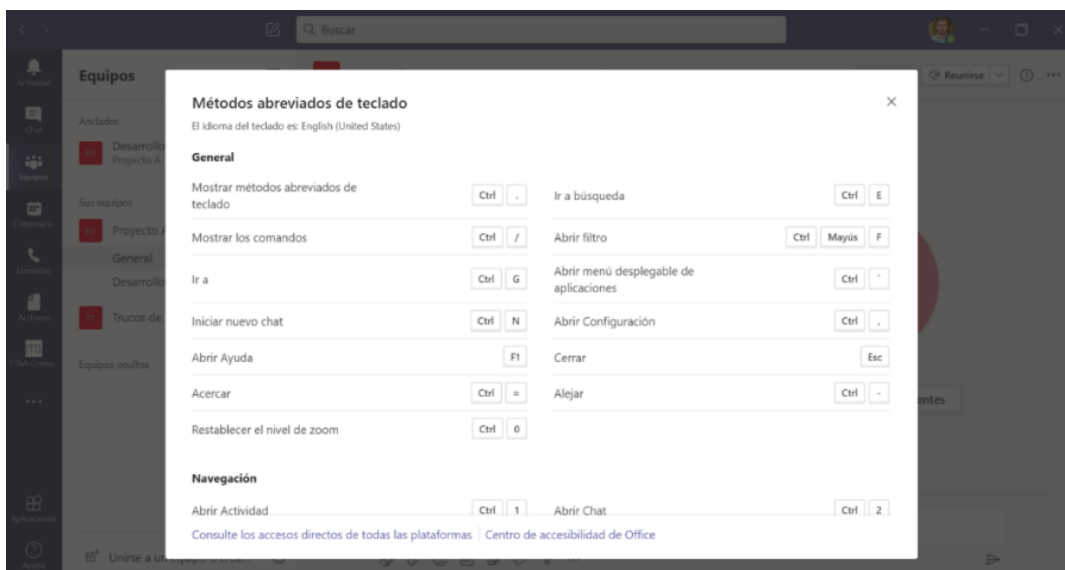 Buscar
Actividad
Chat
Equipos
Calendario
Llamadas
Archivos
Aplicaciones
Ayuda
Equipos
Anclados
Desarrollo
Proyecto A
Sus equipos
Proyecto A
General
Desarrollo
Trucos de
Equipos ocultos
Unirse a un equipo o
Reunirse
Métodos abreviados de teclado
El idioma del teclado es: English (United States)
General
Mostrar métodos abreviados de
teclado
Ctrl .
Ir a búsqueda
Ctrl E
Mostrar los comandos
Ctrl /
Abrir filtro
Ctrl Mayús F
Ir a
Ctrl G
Abrir menú desplegable de
aplicaciones
Ctrl `
Iniciar nuevo chat
Ctrl N
Abrir Configuración
Ctrl ,
Abrir Ayuda
F1
Cerrar
Esc
Acercar
Ctrl =
Alejar
Ctrl -
Restablecer el nivel de zoom
Ctrl 0
Navegación
Abrir Actividad
Ctrl 1
Abrir Chat
Ctrl 2
Consulte los accesos directos de todas las plataformas
Centro de accesibilidad de Office
entes